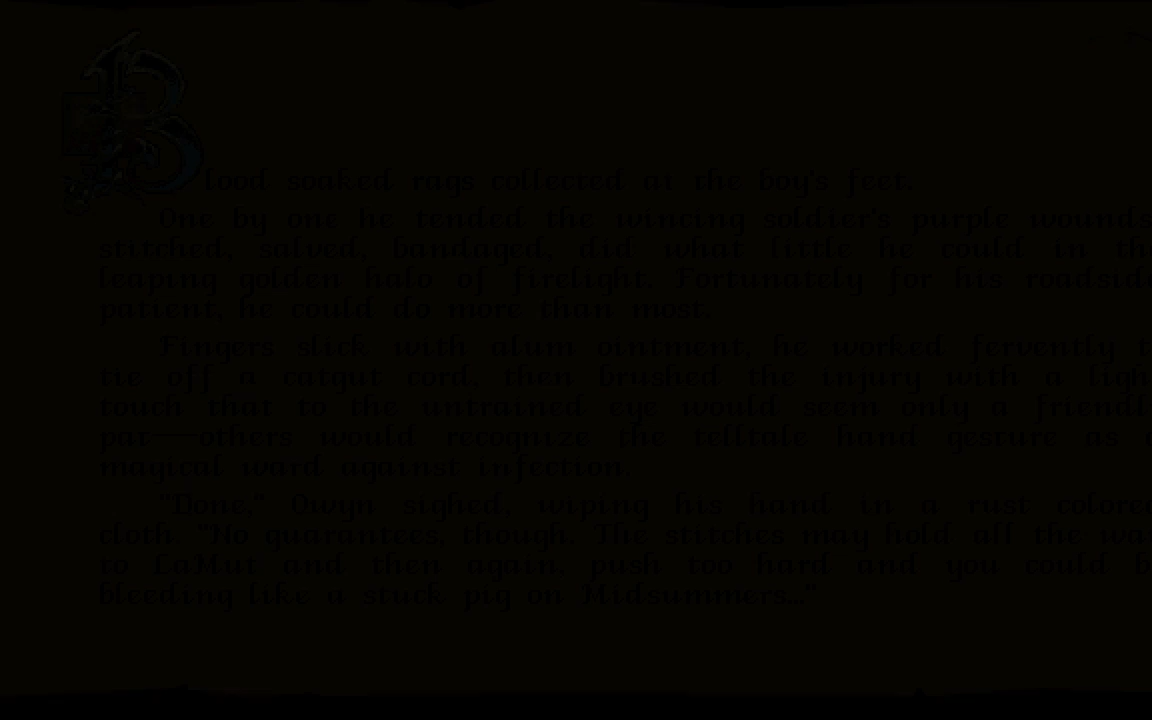 Blood soaked rags collected at the boy's feet.
One by one he tended the wincing soldier's purple wounds,
stitched, salved, bandaged, did what little he could in the
leaping golden halo of firelight. Fortunately for his roadside
patient, he could do more than most.
Fingers slick with alum ointment, he worked fervently t
tie off a catgut cord, then brushed the injury with a light
touch that to the untrained eye would seem only a friendly
pat—others would recognize the telltale hand gesture as a
magical ward against infection.
"Done," Owyn sighed, wiping his hand in a rust colored
cloth. "No guarantees, though. The stitches may hold all the way
to LaMut and then again, push too hard and you could be
bleeding like a stuck pig on Midsummers..."